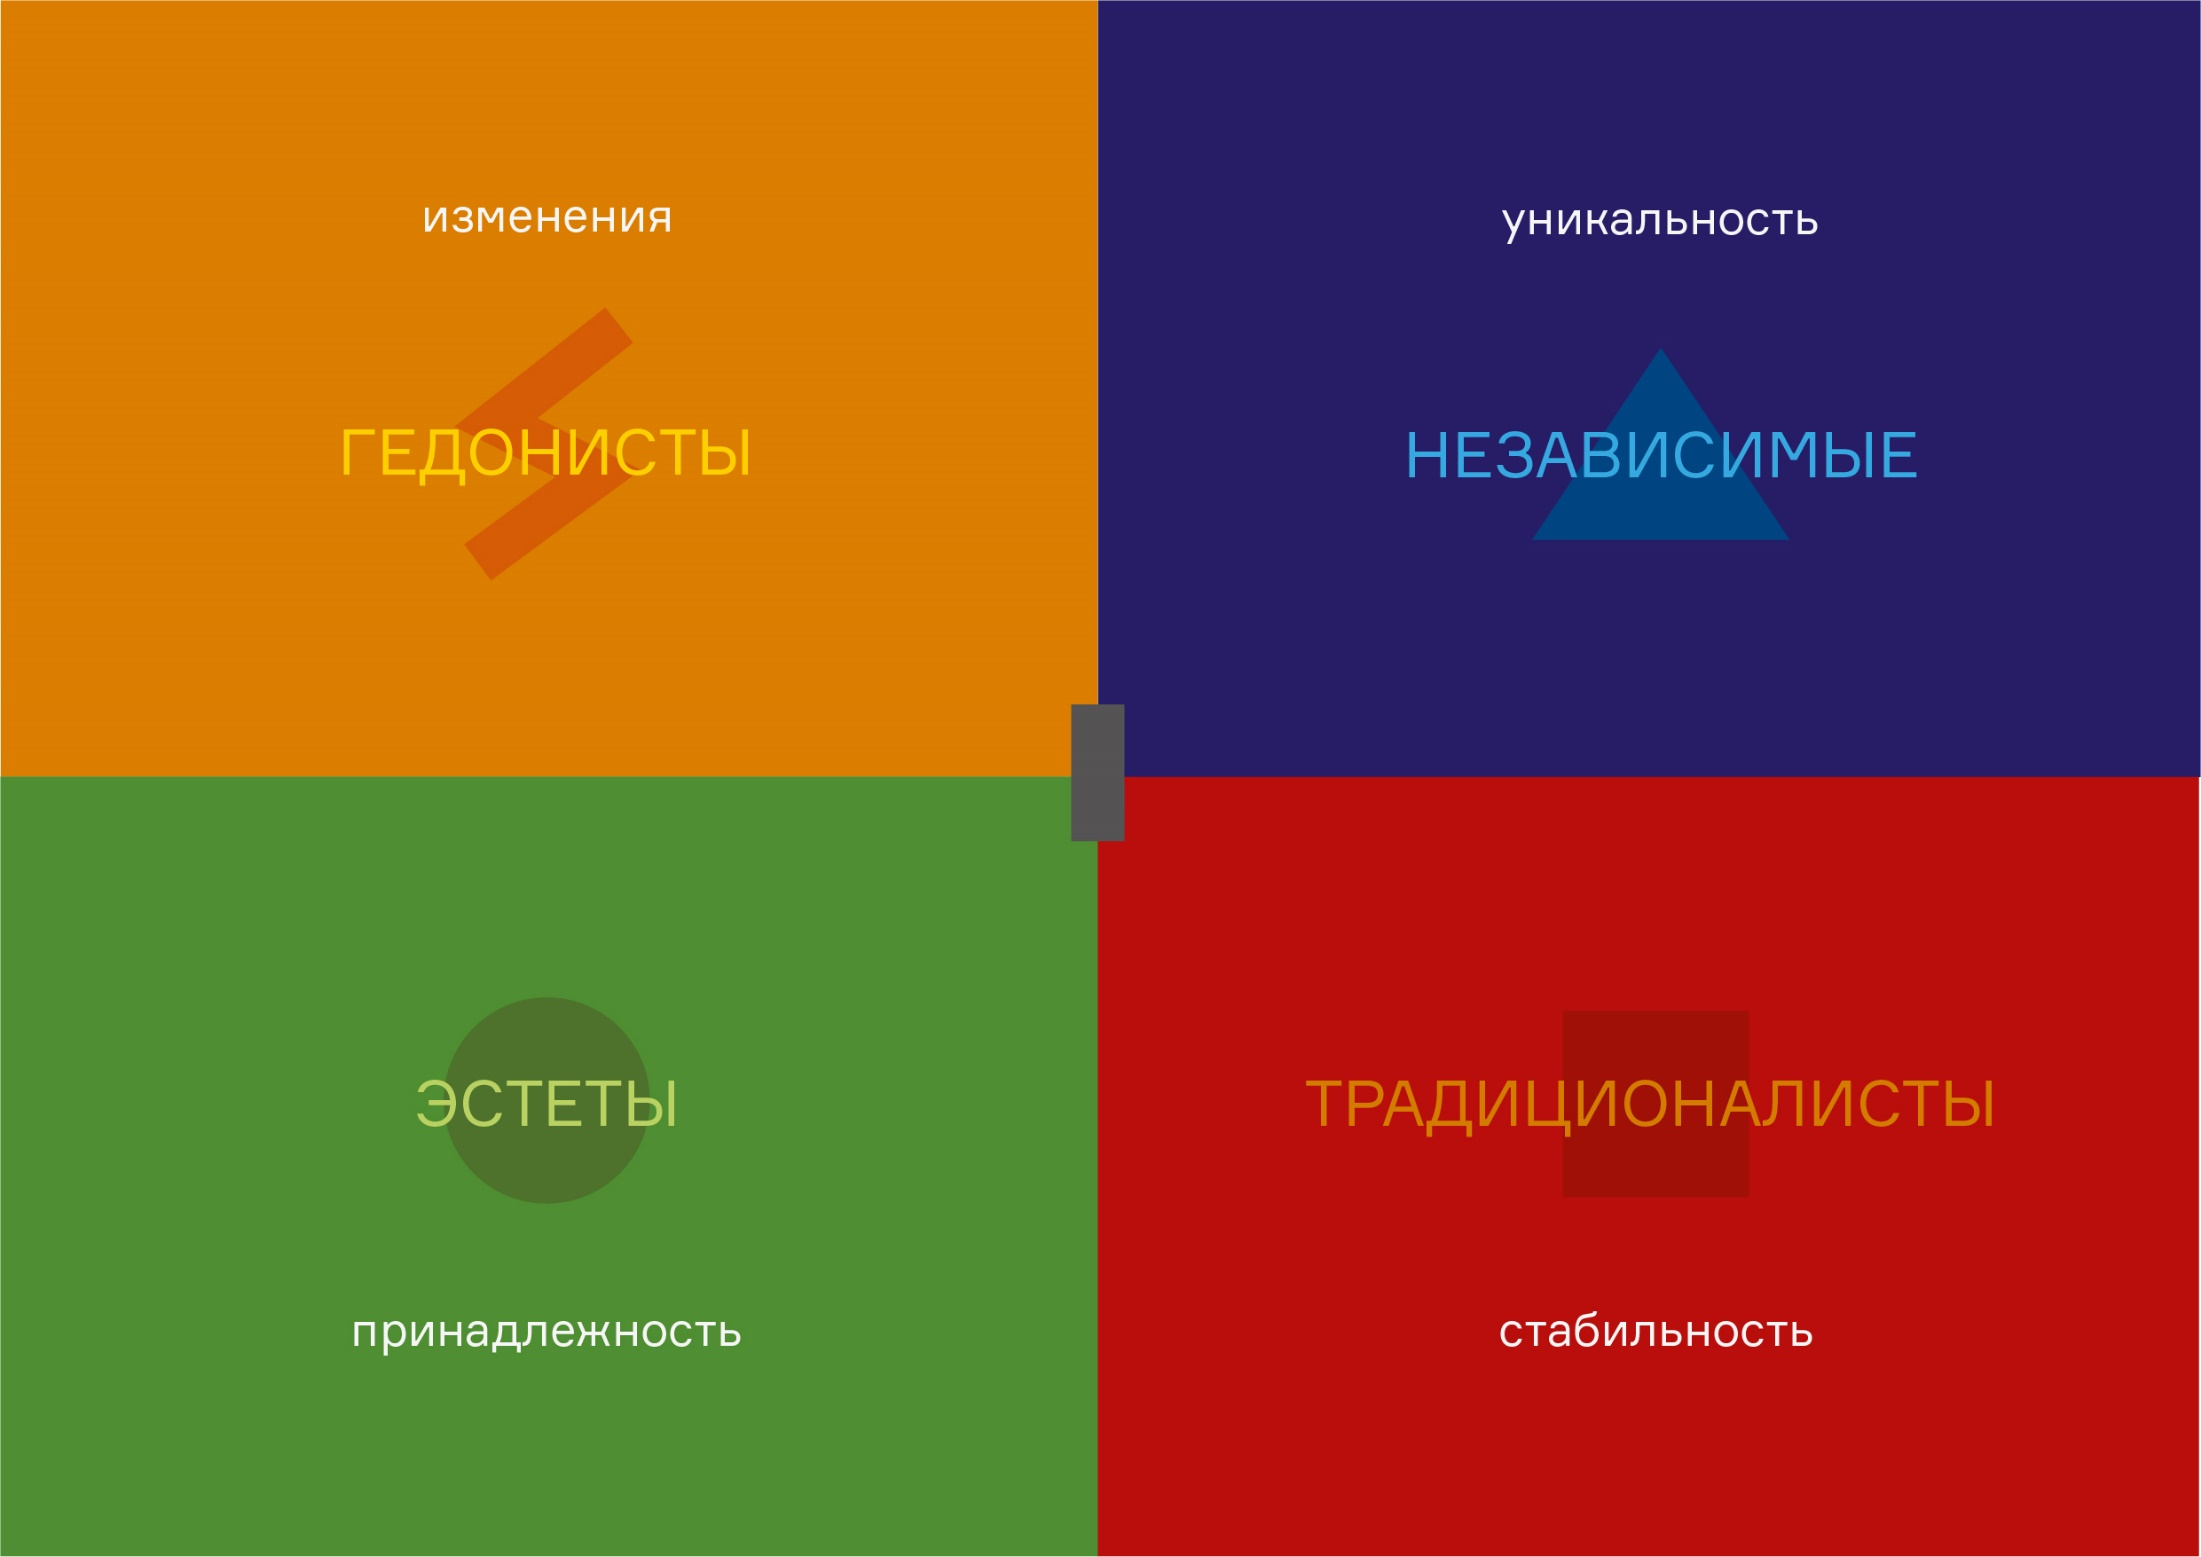 изменения
ГЕДОНИСТЫ
уникальность
НЕЗАВИСИМЫЕ
ЭСТЕТЫ
принадлежность
ТРАДИЦИОНАЛИСТЫ
стабильность